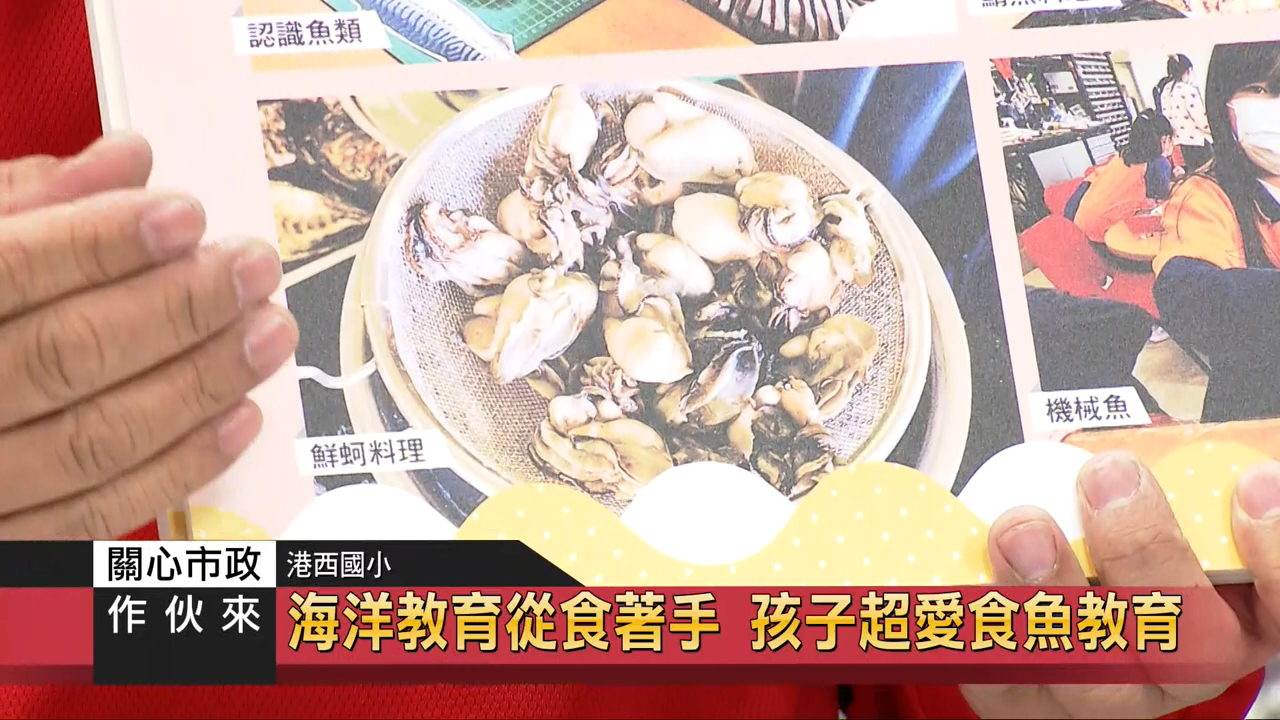 認識魚類
鮮蚵料理
機械魚
關心市政
作伙來
港西國小
海洋教育從食著手 孩子超愛食魚教育